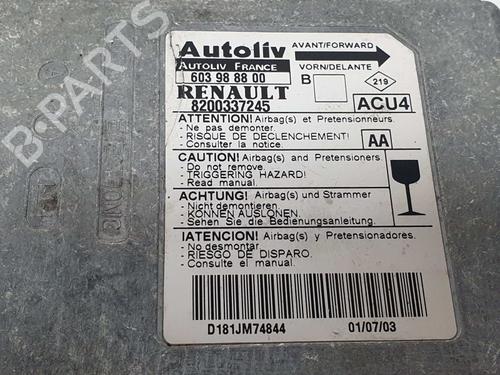 Autoliv
AVANT/FORWARD
AUTOLIV FRANCE
VORN/DELANTE
603 98 88 00
B
219
RENAULT
8200337245
ACU4
ATTENTION! Airbag(s) et Pretensionneurs.
- Ne pas demonter.
- RISQUE DE DECLENCHEMENT!
- Consulter la notice.
AA
CAUTION! Airbag(s) and Pretensioners.
- Do not remove.
- TRIGGERING HAZARD!
- Read manual.
ACHTUNG! Airbag(s) und Strammer
- Nicht demontieren.
- KÖNNEN AUSLÖNEN.
- Sehen Sie die Bedienungsanleitung.
IATENCION! Airbag(s) y Pretensionadores.
- No desmontar.
- RIESGO DE DISPARO.
- Consulte el manual.
D181JM74844
01/07/03
B-PARTS